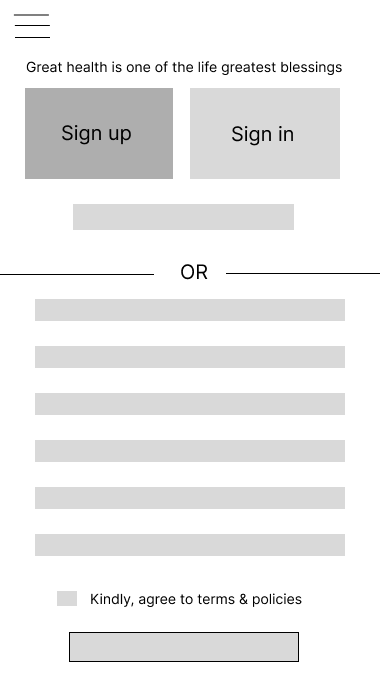 Great health is one of the life greatest blessings
Sign up
Sign in
OR
Kindly, agree to terms & policies